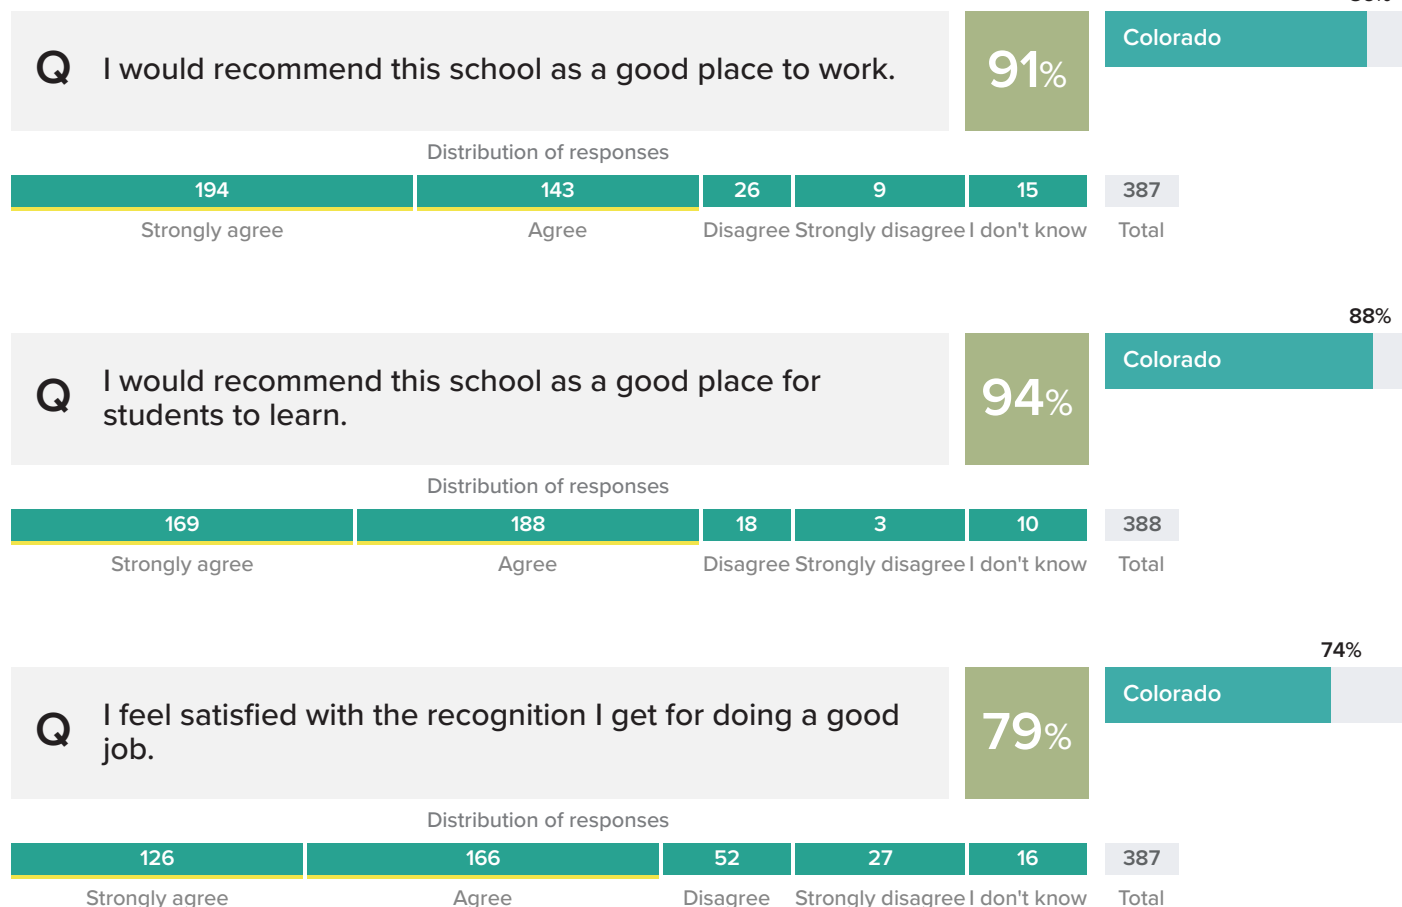 Q I would recommend this school as a good place to work.
91%
Colorado
Distribution of responses
194 143 26 9 15 387
Strongly agree Agree Disagree Strongly disagree I don't know Total
88%
Q I would recommend this school as a good place for
students to learn.
94%
Colorado
Distribution of responses
169 188 18 3 10 388
Strongly agree Agree Disagree Strongly disagree I don't know Total
74%
Q I feel satisfied with the recognition I get for doing a good
job.
79%
Colorado
Distribution of responses
126 166 52 27 16 387
Strongly agree Agree Disagree Strongly disagree I don't know Total